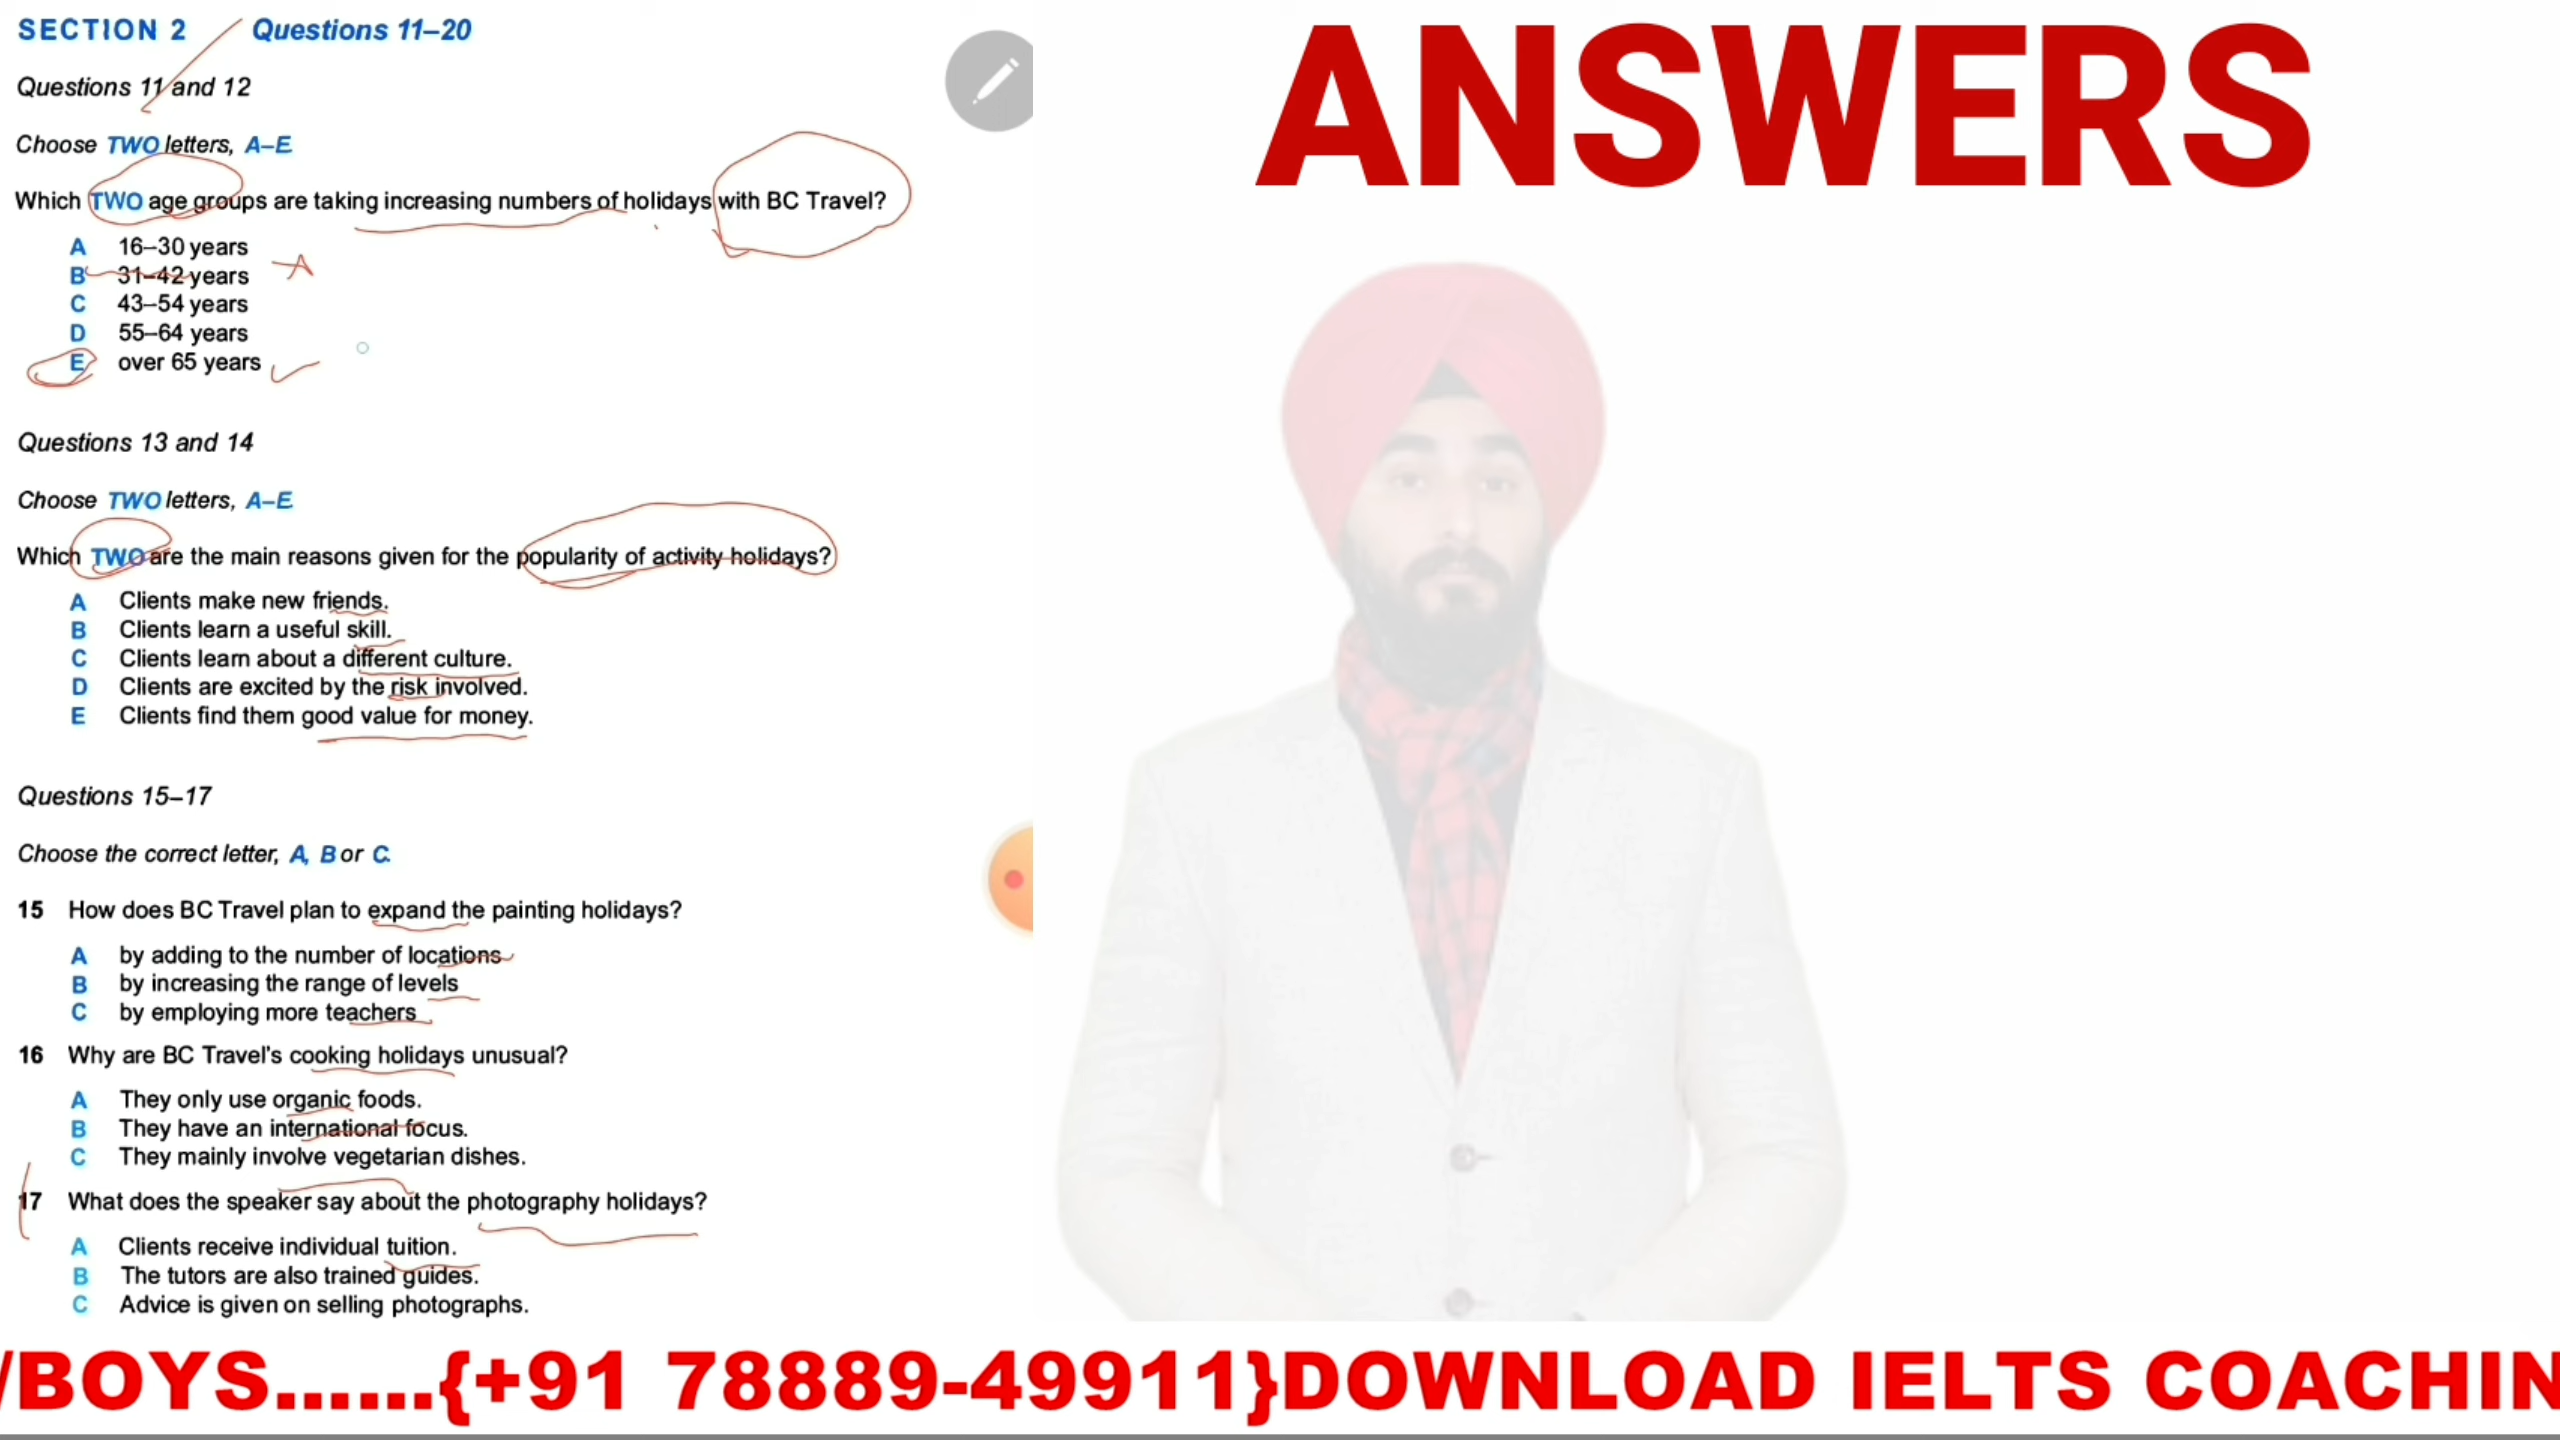 SECTION 2 Questions 11–20
Questions 11 and 12
Choose TWO letters, A–E
Which TWO age groups are taking increasing numbers of holidays with BC Travel?
A 16–30 years
B 31–42 years
C 43–54 years
D 55–64 years
E over 65 years
Questions 13 and 14
Choose TWO letters, A–E
Which TWO are the main reasons given for the popularity of activity holidays?
A Clients make new friends.
B Clients learn a useful skill.
C Clients learn about a different culture.
D Clients are excited by the risk involved.
E Clients find them good value for money.
Questions 15–17
Choose the correct letter, A, B or C.
15 How does BC Travel plan to expand the painting holidays?
A by adding to the number of locations
B by increasing the range of levels
C by employing more teachers
16 Why are BC Travel's cooking holidays unusual?
A They only use organic foods.
B They have an international focus.
C They mainly involve vegetarian dishes.
17 What does the speaker say about the photography holidays?
A Clients receive individual tuition.
B The tutors are also trained guides.
C Advice is given on selling photographs.
ANSWERS
/BOYS......{+91 78889-49911}DOWNLOAD IELTS COACHIN